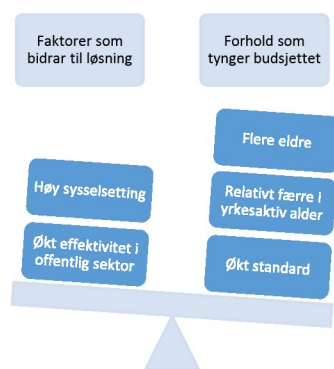 Faktorer som
bidrar til løsning
Forhold som
tynger budsjettet
Flere eldre
Høy sysselsetting
Relativt færre i
yrkesaktiv alder
Økt effektivitet i
offentlig sektor
Økt standard